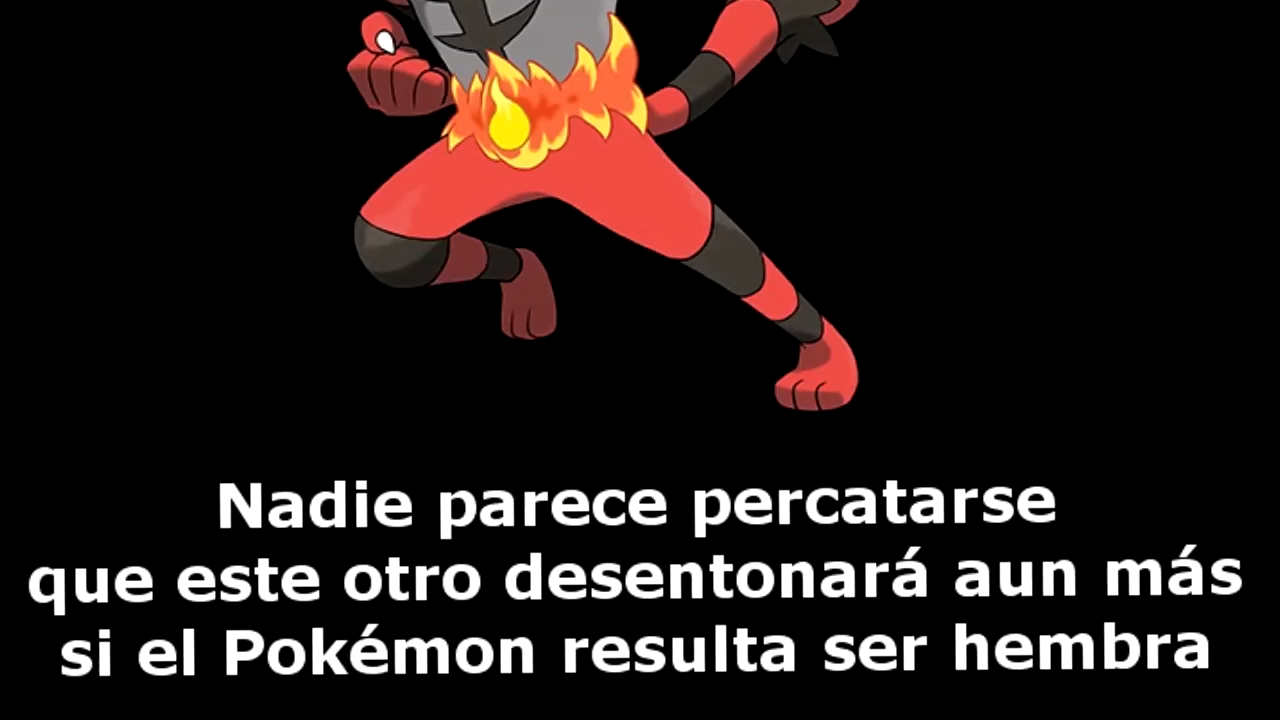 Nadie parece percatarse
que este otro desentonará aun más
si el Pokémon resulta ser hembra